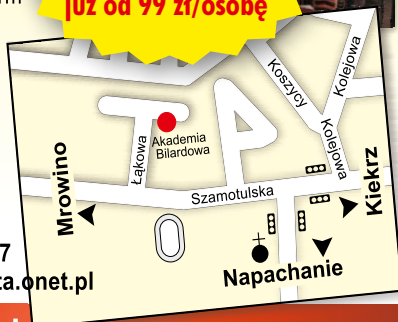 już od 99 zł/osobę
Koszycy
Kolejowa
Kolejowa
Łąkowa
Akademia
Bilardowa
Szamotulska
Mrowino
Kiekrz
Napachanie
7
ta.onet.pl